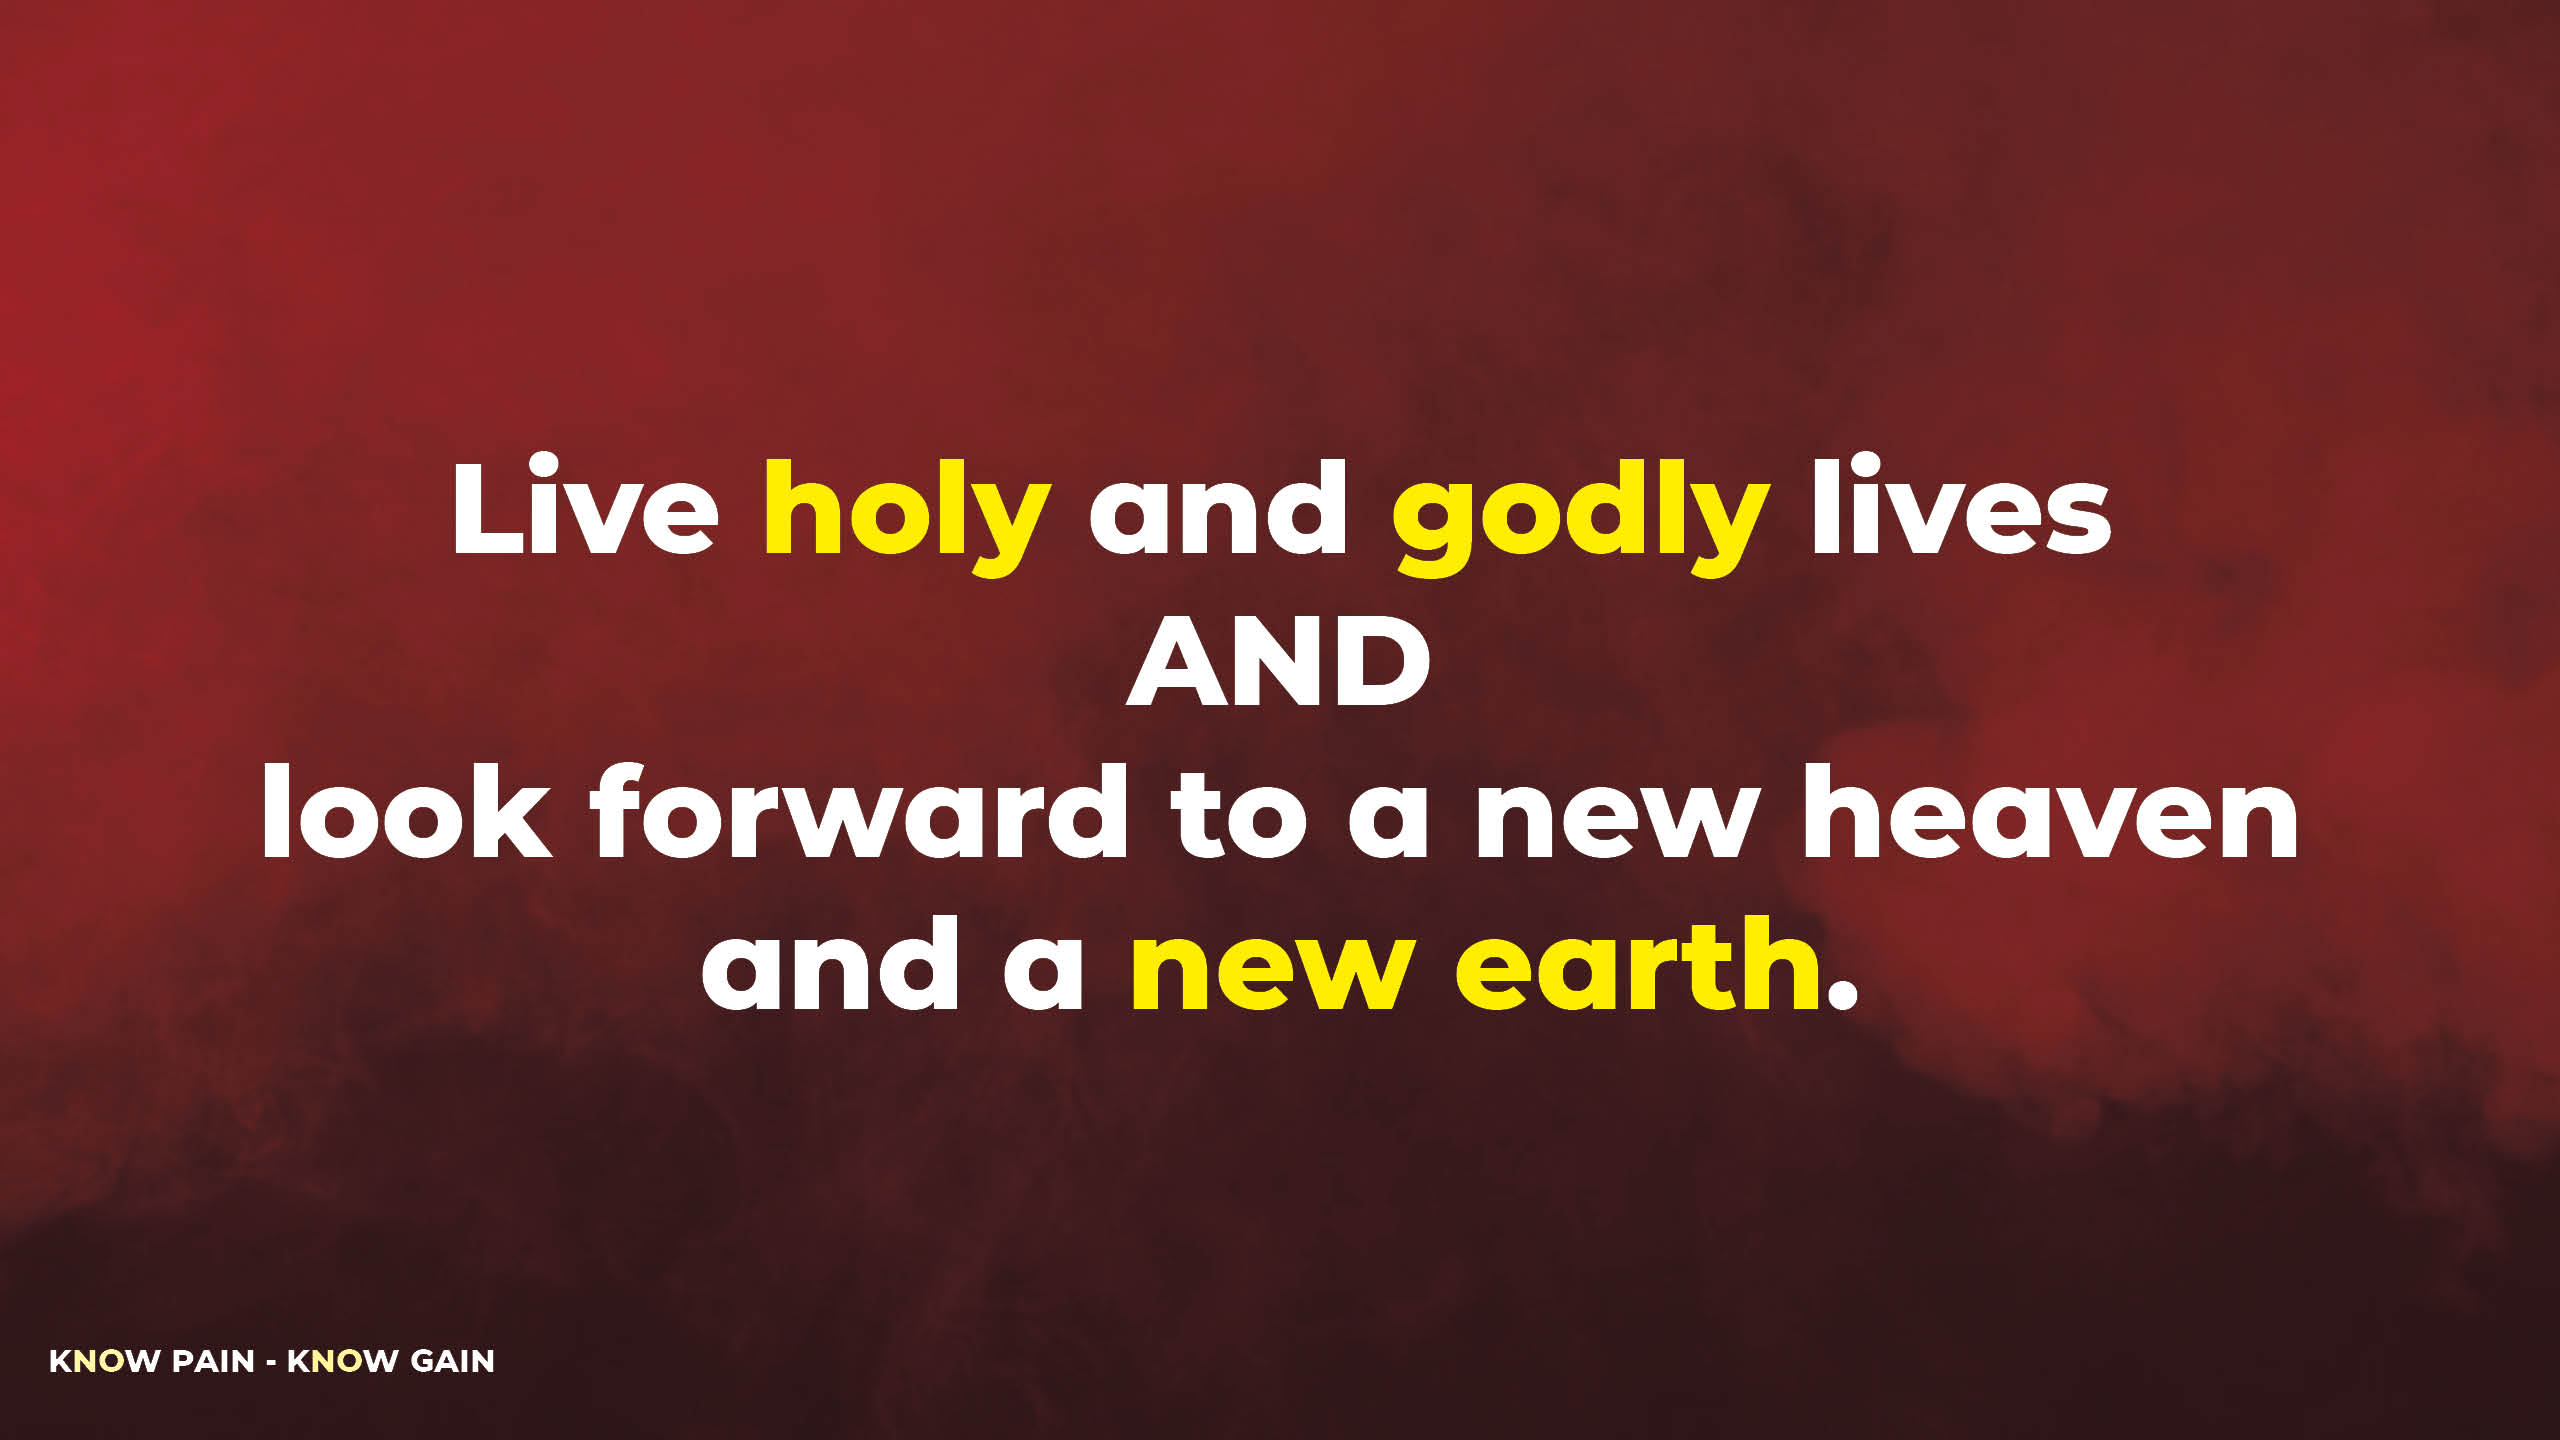 Live holy and godly lives
AND
look forward to a new heaven
and a new earth.
KNOW PAIN - KNOW GAIN